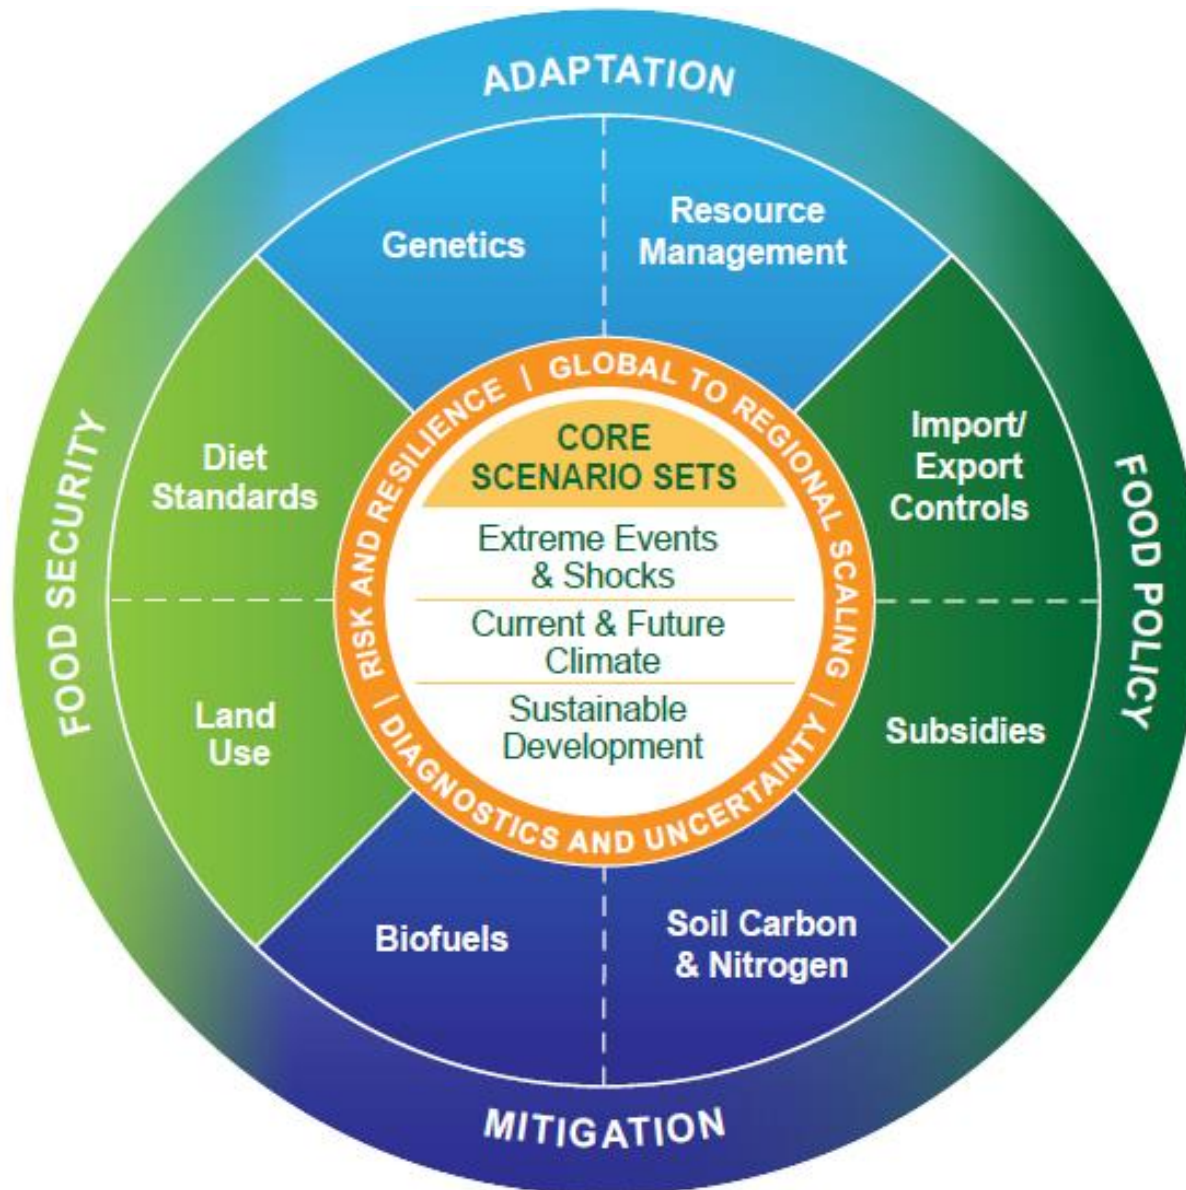 ADAPTATION
Genetics
Resource
Management
FOOD SECURITY
Diet
Standards
Land
Use
RISK AND RESILIENCE | GLOBAL TO REGIONAL SCALING | DIAGNOSTICS AND UNCERTAINTY |
CORE
SCENARIO SETS
Extreme Events
& Shocks
Current & Future
Climate
Sustainable
Development
Import/
Export
Controls
Subsidies
FOOD POLICY
Biofuels
Soil Carbon
& Nitrogen
MITIGATION